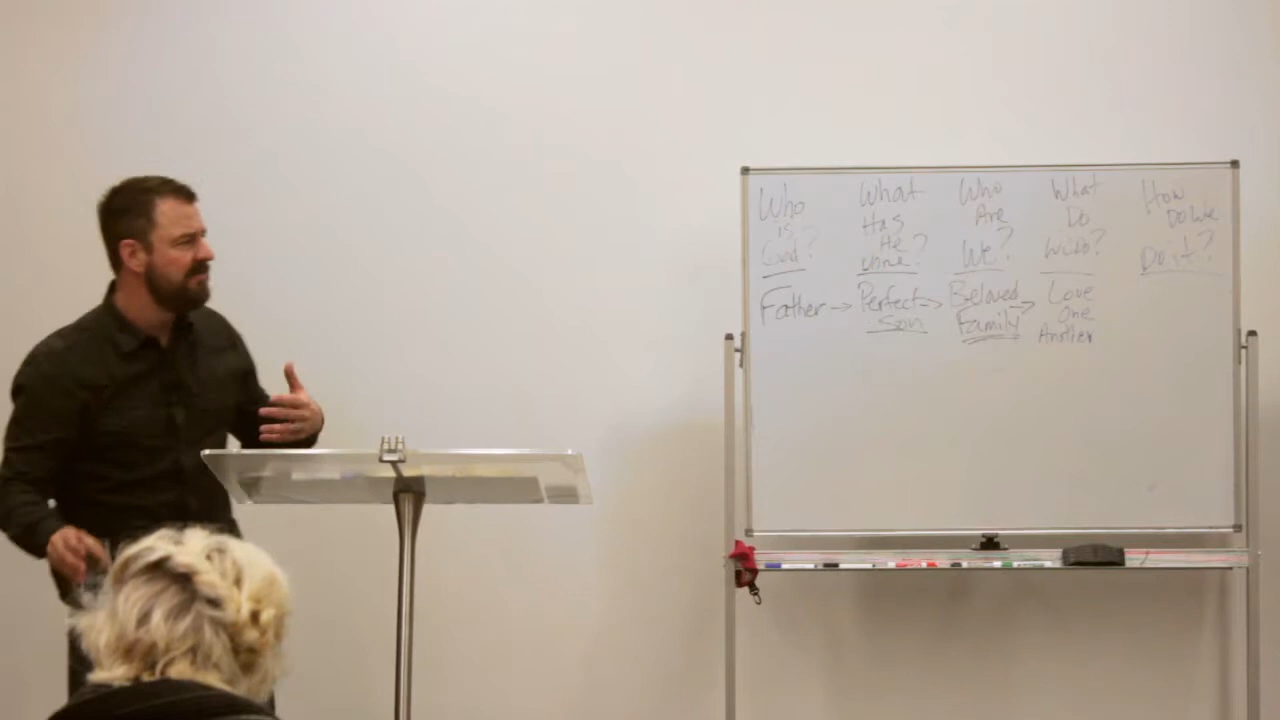 Who
is
God?
What
Has
He
Done?
Who
Are
We?
What
Do
We Do?
How
Do We
Do it?
Father → Perfect → Beloved → Love
Son
Family
One
Another